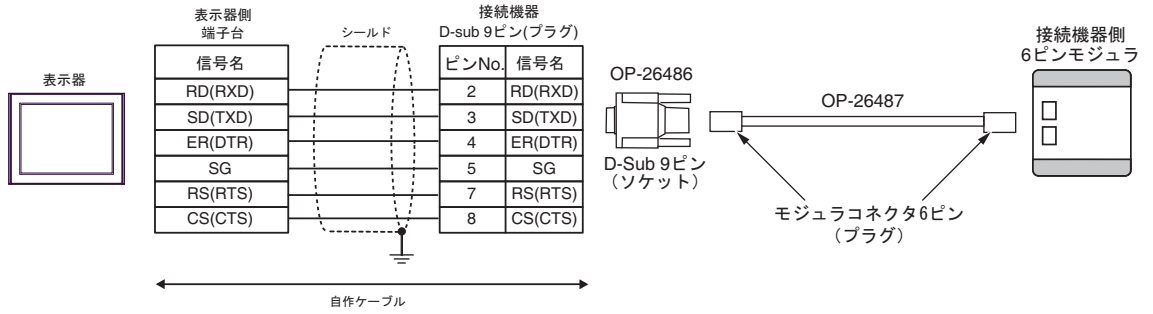 表示器
表示器側
端子台
信号名
RD(RXD)
SD(TXD)
ER(DTR)
SG
RS(RTS)
CS(CTS)
シールド
接続機器
D-sub 9ピン(プラグ)
ピンNo. 信号名
2 RD(RXD)
3 SD(TXD)
4 ER(DTR)
5 SG
7 RS(RTS)
8 CS(CTS)
自作ケーブル
OP-26486
D-Sub 9ピン
(ソケット)
OP-26487
モジュラコネクタ6ピン
(プラグ)
接続機器側
6ピンモジュラ